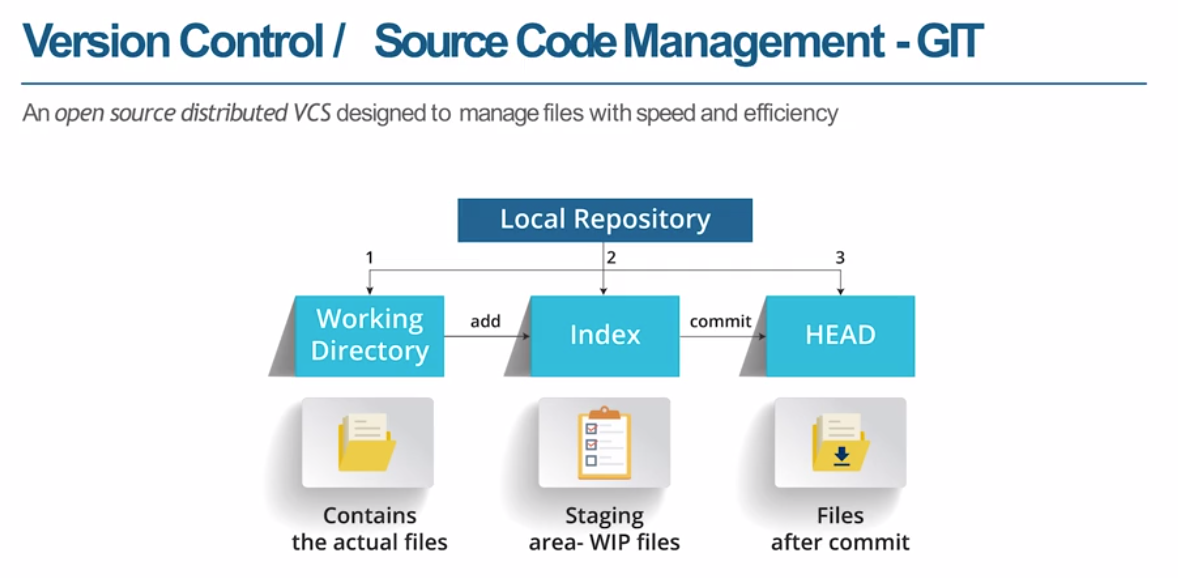 Version Control / Source Code Management - GIT
An open source distributed VCS designed to manage files with speed and efficiency
Local Repository
1 2 3
Working
Directory
add
Index
commit
HEAD
Contains
the actual files
Staging
area- WIP files
Files
after commit